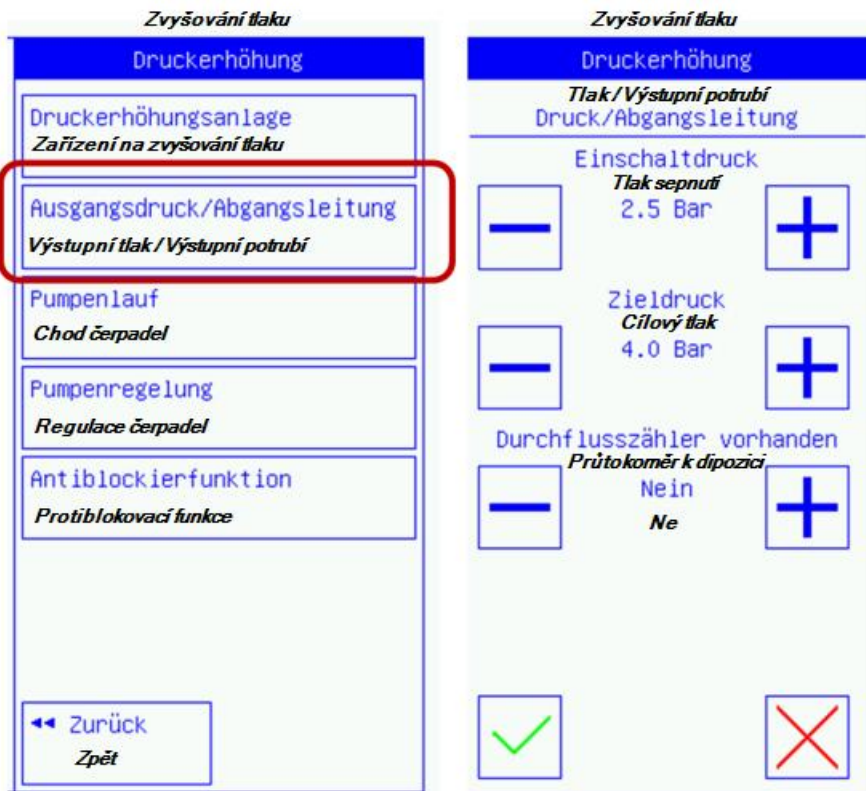 Zvyšování tlaku
Druckerhöhung
Druckerhöhungsanlage
Zařízení na zvyšování tlaku
Ausgangsdruck/Abgangsleitung
Výstupní tlak / Výstupní potrubí
Pumpenlauf
Chod čerpadel
Pumpenregelung
Regulace čerpadel
Antiblockierfunktion
Protiblokovací funkce
◄◄ Zurück
Zpět
Zvyšování tlaku
Druckerhöhung
Tlak / Výstupní potrubí
Druck/Abgangsleitung
Einschaltdruck
Tlak sepnutí
2.5 Bar
Zieldruck
Cílový tlak
4.0 Bar
Durchflusszähler vorhanden
Průtokoměr k dipozici
Nein
Ne